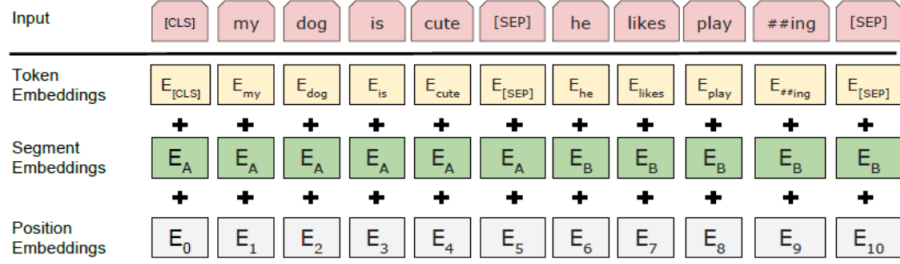 Input [CLS] my dog is cute [SEP] he likes play ##ing [SEP]
Token Embeddings E[CLS] Emy Edog Eis Ecute E[SEP] Ehe Elikes Eplay E##ing E[SEP]
+ + + + + + + + + + +
Segment Embeddings EA EA EA EA EA EA EB EB EB EB EB
+ + + + + + + + + + +
Position Embeddings E0 E1 E2 E3 E4 E5 E6 E7 E8 E9 E10